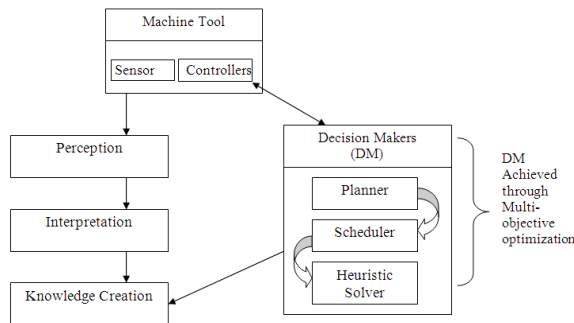 Machine Tool
Sensor
Controllers
Perception
Interpretation
Knowledge Creation
Decision Makers
(DM)
Planner
Scheduler
Heuristic
Solver
DM
Achieved
through
Multi-
objective
optimization